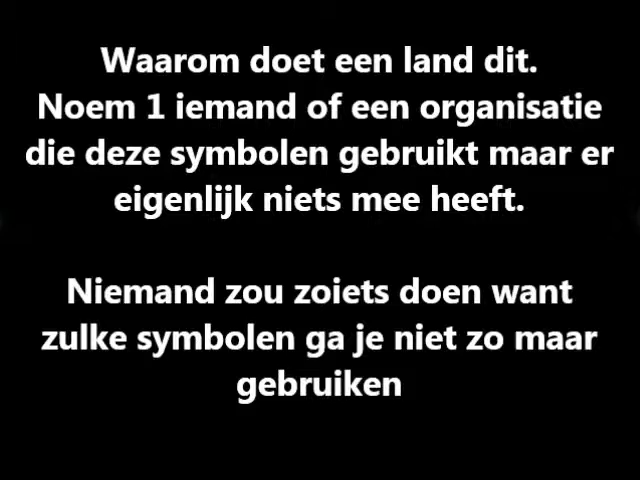 Waarom doet een land dit.
Noem 1 iemand of een organisatie
die deze symbolen gebruikt maar er
eigenlijk niets mee heeft.
Niemand zou zoiets doen want
zulke symbolen ga je niet zo maar
gebruiken